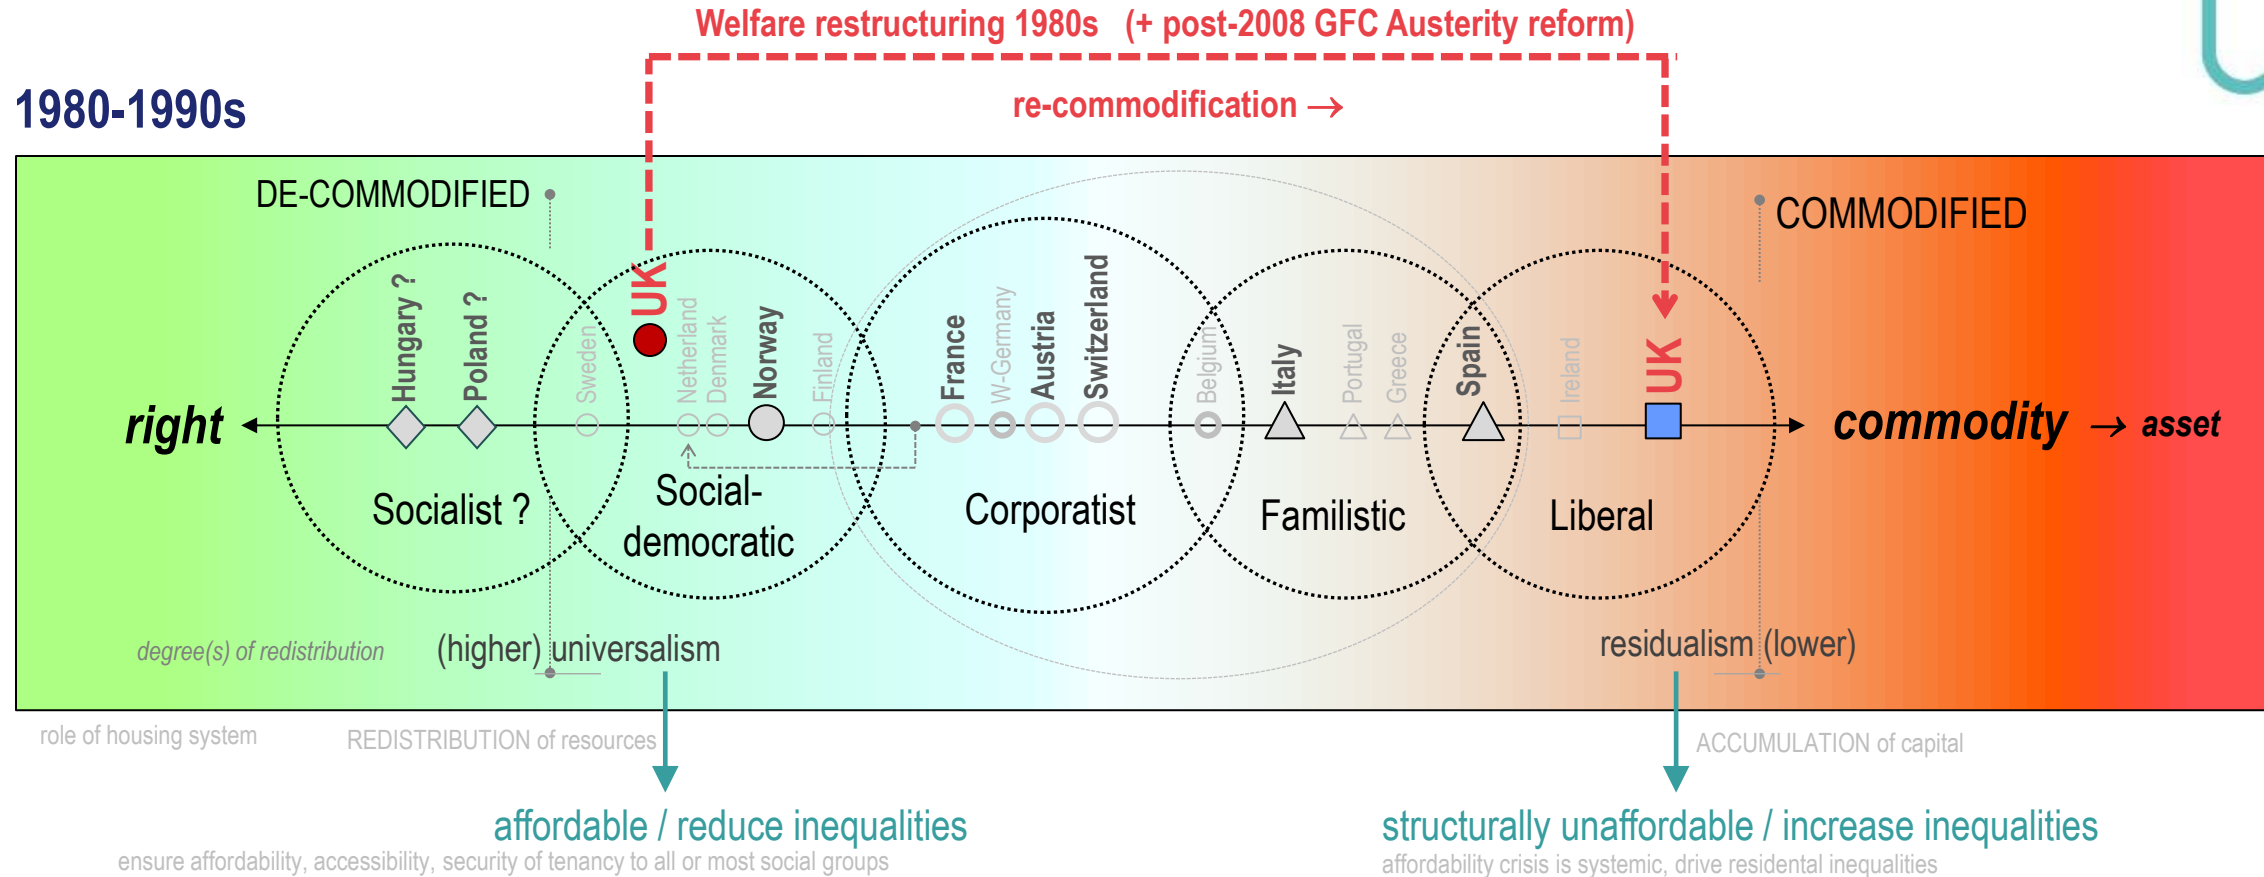 Welfare restructuring 1980s (+ post-2008 GFC Austerity reform)
re-commodification →
1980-1990s
DE-COMMODIFIED
COMMODIFIED
Hungary ?
Poland ?
Sweden
UK
Netherland
Denmark
Norway
Finland
France
W-Germany
Austria
Switzerland
Belgium
Italy
Portugal
Greece
Spain
Ireland
UK
right
commodity → asset
Socialist ?
Social-
democratic
Corporatist
Familistic
Liberal
degree(s) of redistribution
(higher) universalism
residualism (lower)
role of housing system
REDISTRIBUTION of resources
ACCUMULATION of capital
affordable / reduce inequalities
structurally unaffordable / increase inequalities
ensure affordability, accessibility, security of tenancy to all or most social groups
affordability crisis is systemic, drive residental inequalities